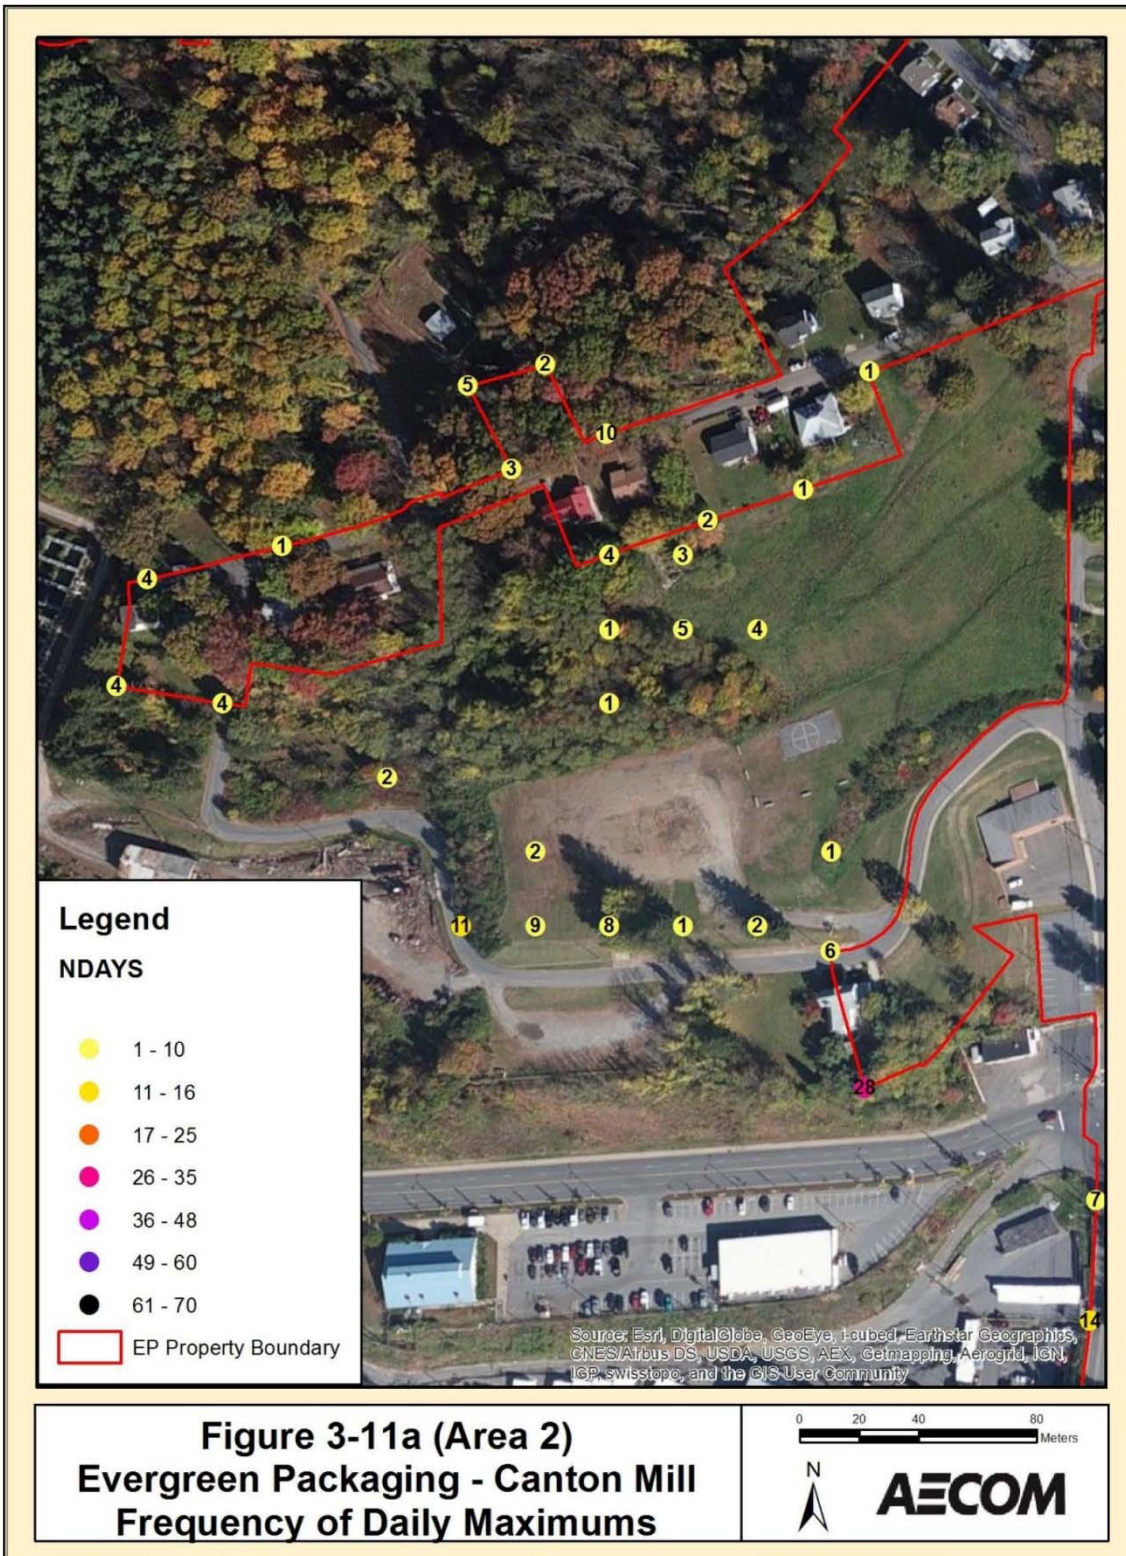 2
5
1
10
3
1
2
1
4
3
4
1
5
4
4
4
1
2
2
1
11
9
8
1
2
6
28
7
14
Legend
NDAYS
1 - 10
11 - 16
17 - 25
26 - 35
36 - 48
49 - 60
61 - 70
EP Property Boundary
Source: Esri, DigitalGlobe, GeoEye, i-cubed, Earthstar Geographics,
CNES/Airbus DS, USDA, USGS, AEX, Getmapping, Aerogrid, IGN,
IGP, swisstopo, and the GIS User Community
Figure 3-11a (Area 2)
Evergreen Packaging - Canton Mill
Frequency of Daily Maximums
0 20 40 80
Meters
N
AECOM